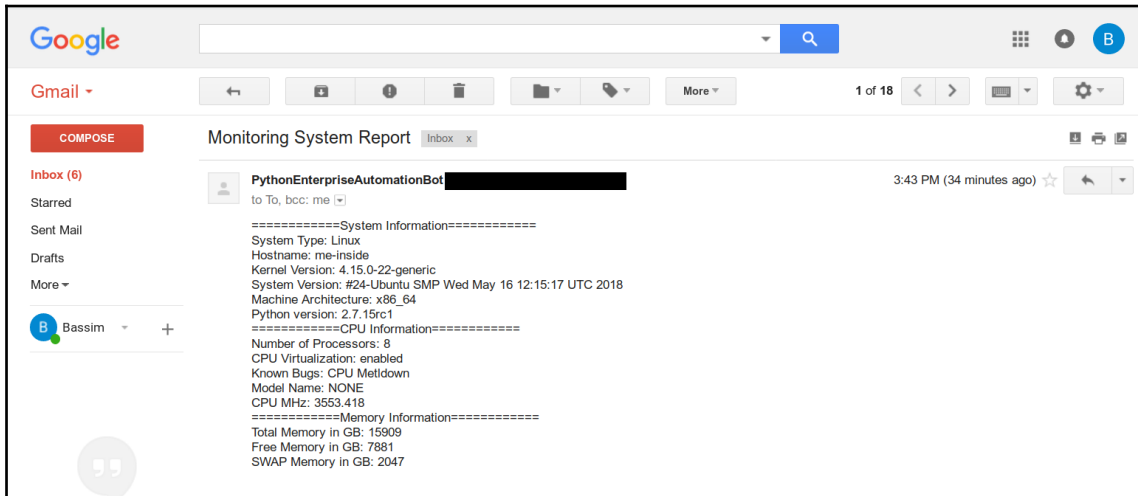 Google
B
Gmail
More
1 of 18
COMPOSE
Monitoring System Report Inbox x
Inbox (6)
Starred
Sent Mail
Drafts
More
B Bassim +
PythonEnterpriseAutomationBot
3:43 PM (34 minutes ago)
to To, bcc: me
============System Information============
System Type: Linux
Hostname: me-inside
Kernel Version: 4.15.0-22-generic
System Version: #24-Ubuntu SMP Wed May 16 12:15:17 UTC 2018
Machine Architecture: x86_64
Python version: 2.7.15rc1
============CPU Information============
Number of Processors: 8
CPU Virtualization: enabled
Known Bugs: CPU Metldown
Model Name: NONE
CPU MHz: 3553.418
============Memory Information============
Total Memory in GB: 15909
Free Memory in GB: 7881
SWAP Memory in GB: 2047